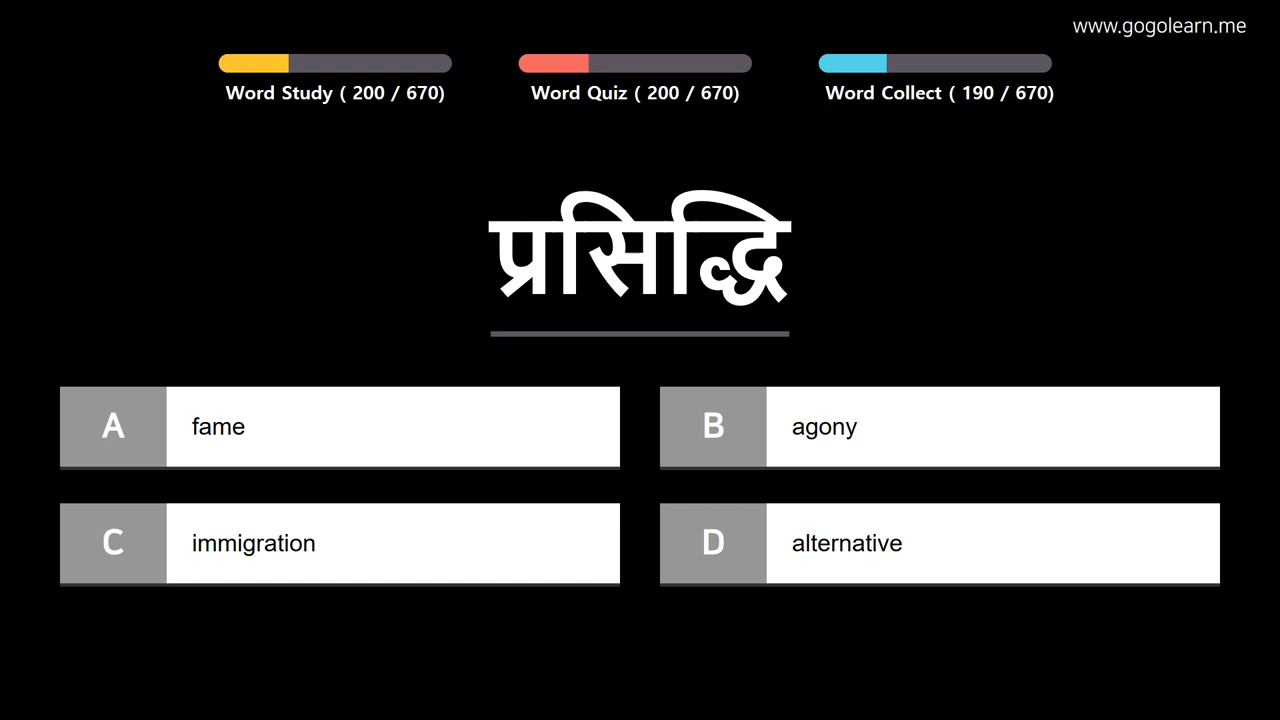 www.gogolearn.me
Word Study ( 200 / 670)
Word Quiz ( 200 / 670)
Word Collect ( 190 / 670)
प्रसिद्धि
A fame
B agony
C immigration
D alternative